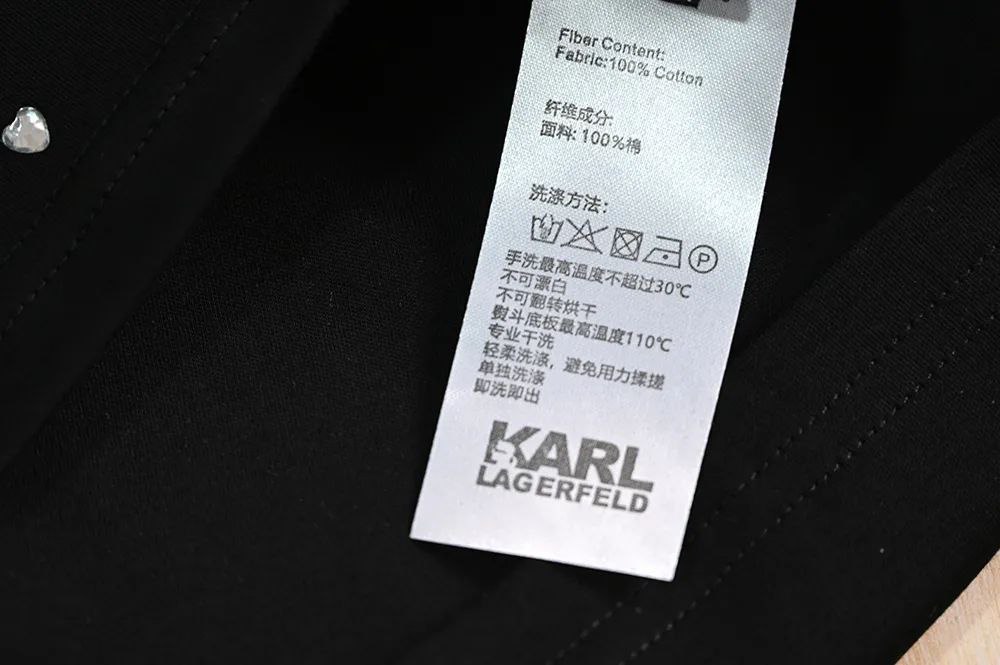 Fiber Content:
Fabric:100% Cotton
纤维成分:
面料: 100%棉
洗涤方法:
P
手洗最高温度不超过30℃
不可漂白
不可翻转烘干
熨斗底板最高温度110℃
专业干洗
轻柔洗涤，避免用力揉搓
单独洗涤
即洗即出
KARL
LAGERFELD